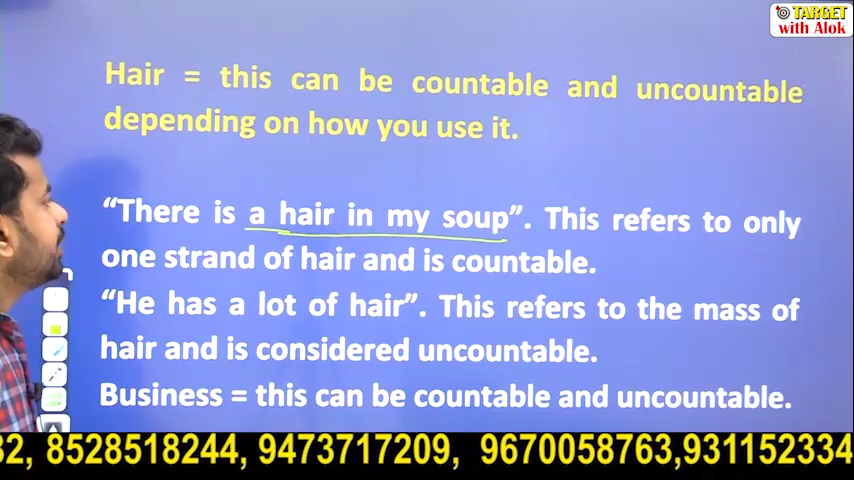 TARGET
with Alok
Hair = this can be countable and uncountable
depending on how you use it.
“There is a hair in my soup”. This refers to only
one strand of hair and is countable.
“He has a lot of hair”. This refers to the mass of
hair and is considered uncountable.
Business = this can be countable and uncountable.
8528518244, 9473717209, 9670058763,931152334